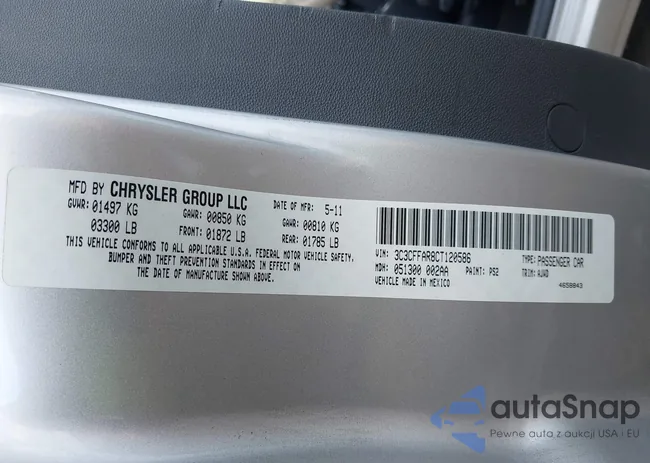 MFD BY CHRYSLER GROUP LLC DATE OF MFR: 5-11
GVWR: 01497 KG GAWR: 00850 KG GAWR: 00810 KG
03300 LB FRONT: 01872 LB REAR: 01785 LB
THIS VEHICLE CONFORMS TO ALL APPLICABLE U.S.A. FEDERAL MOTOR VEHICLE SAFETY,
BUMPER AND THEFT PREVENTION STANDARDS IN EFFECT ON
THE DATE OF MANUFACTURE SHOWN ABOVE.
VIN: 3C3CFFAR8CT120586 TYPE: PASSENGER CAR
MDH: 051300 002AA PAINT: PS2 TRIM: AVAD
VEHICLE MADE IN MEXICO 4658843
autaSnap
Pewne auta z aukcji USA i EU